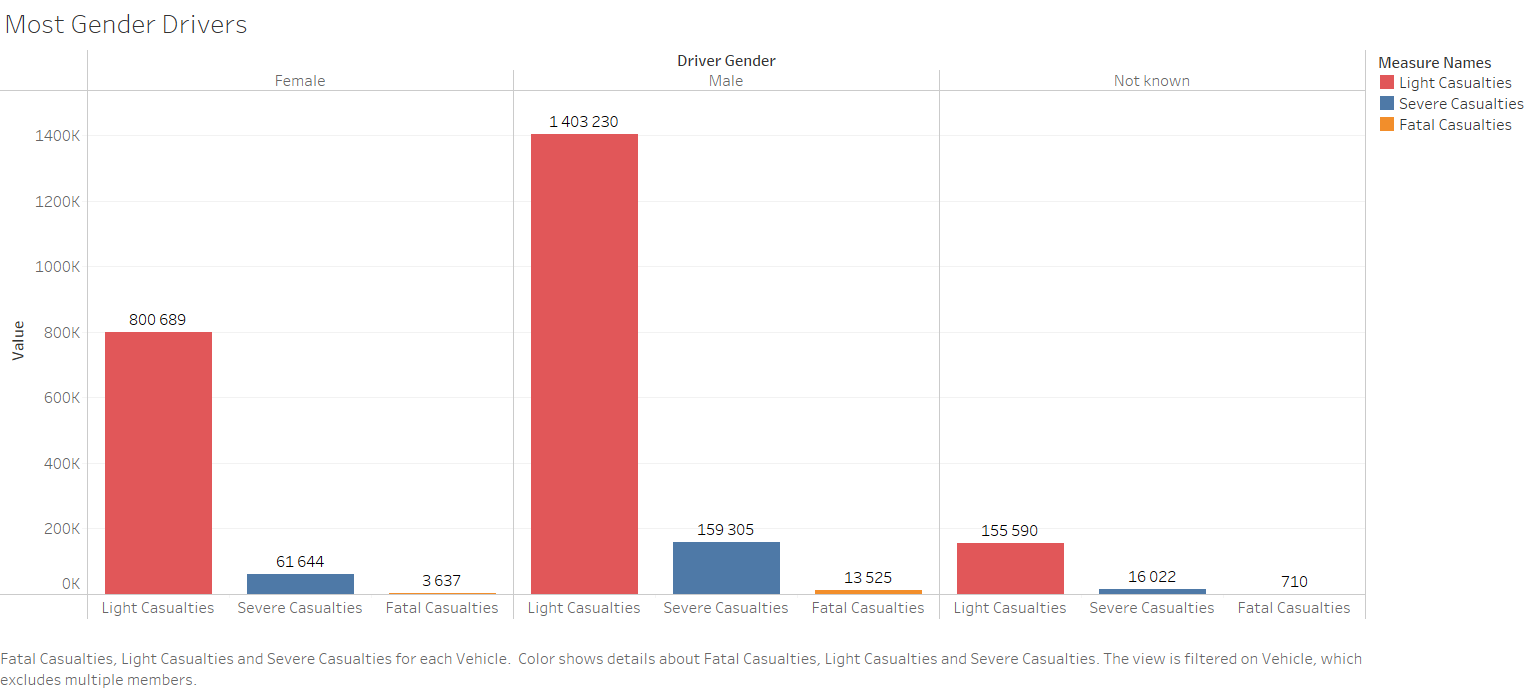 Most Gender Drivers
Driver Gender
Female Male Not known
Measure Names
Light Casualties
Severe Casualties
Fatal Casualties
Value
1400K
1200K
1000K
800K
600K
400K
200K
0K
800 689
61 644
3 637
1 403 230
159 305
13 525
155 590
16 022
710
Light Casualties Severe Casualties Fatal Casualties Light Casualties Severe Casualties Fatal Casualties Light Casualties Severe Casualties Fatal Casualties
Fatal Casualties, Light Casualties and Severe Casualties for each Vehicle.  Color shows details about Fatal Casualties, Light Casualties and Severe Casualties. The view is filtered on Vehicle, which
excludes multiple members.